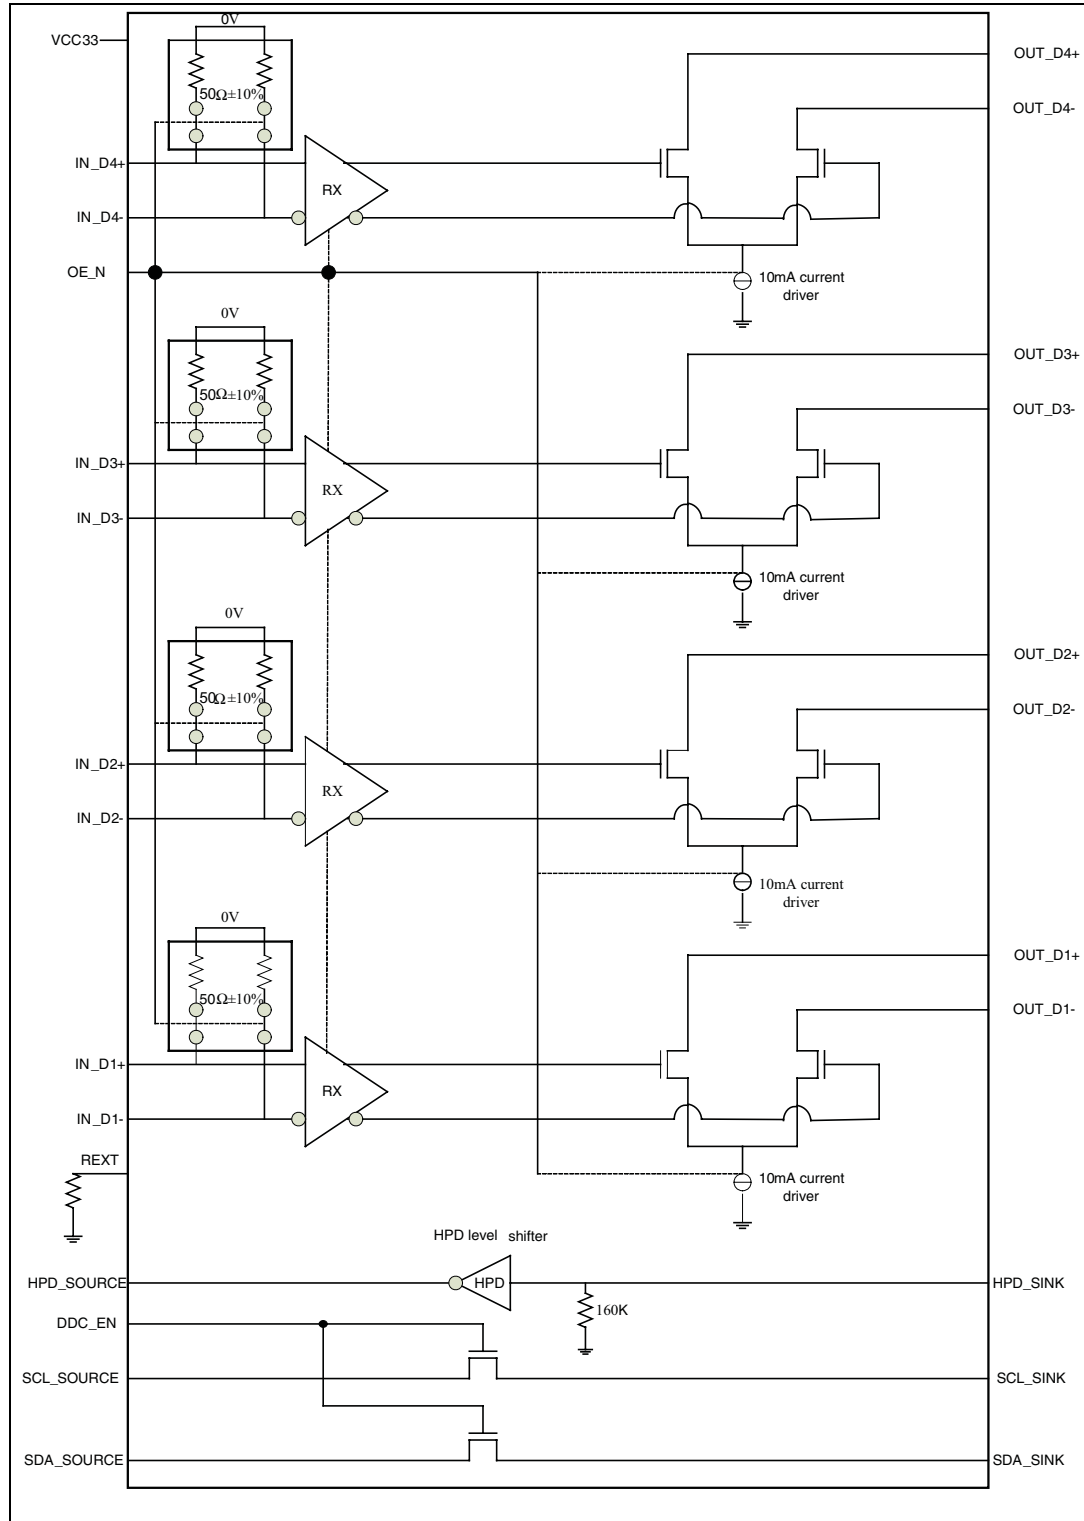 0V
VCC33
OUT_D4+
50Ω±10%
OUT_D4-
IN_D4+
RX
IN_D4-
OE_N
10mA current
driver
0V
OUT_D3+
50Ω±10%
OUT_D3-
IN_D3+
RX
IN_D3-
10mA current
driver
0V
OUT_D2+
50Ω±10%
OUT_D2-
IN_D2+
RX
IN_D2-
10mA current
driver
0V
OUT_D1+
50Ω±10%
OUT_D1-
IN_D1+
RX
IN_D1-
REXT
10mA current
driver
HPD level shifter
HPD_SOURCE
HPD
HPD_SINK
160K
DDC_EN
SCL_SOURCE
SCL_SINK
SDA_SOURCE
SDA_SINK